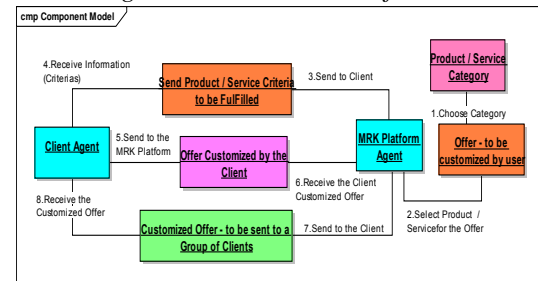 cmp Component Model
4.Receive Information
(Criterias)
Send Product / Service Criteria
to be FulFilled
3.Send to Client
Product / Service
Category
1.Choose Category
Client Agent
5.Send to the
MRK Platform
Offer Customized by the
Client
MRK Platform
Agent
Offer - to be
customized by user
6.Receive the Client
Customized Offer
8.Receive the
Customized Offer
Customized Offer - to be sent to a
Group of Clients
7.Send to the Client
2.Select Product /
Servicefor the Offer